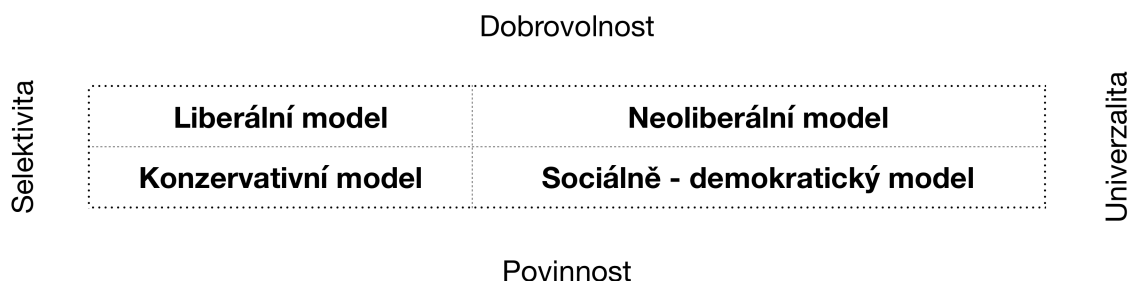 Dobrovolnost
Selektivita
Liberální model
Neoliberální model
Konzervativní model
Sociálně - demokratický model
Univerzalita
Povinnost